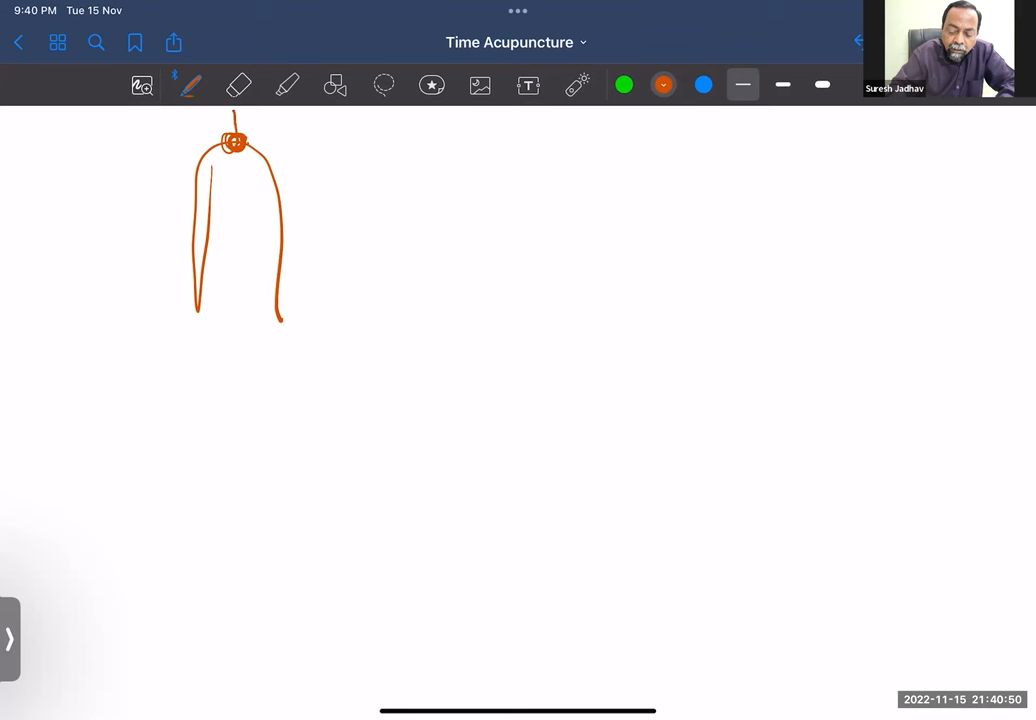 9:40 PM Tue 15 Nov
Time Acupuncture
T
Suresh Jadhav
2022-11-15 21:40:50